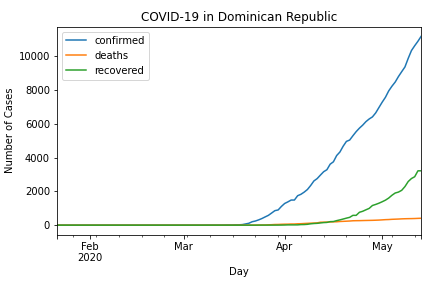 COVID-19 in Dominican Republic
confirmed
deaths
recovered
10000
8000
6000
4000
2000
0
Number of Cases
Feb
2020
Mar
Apr
May
Day